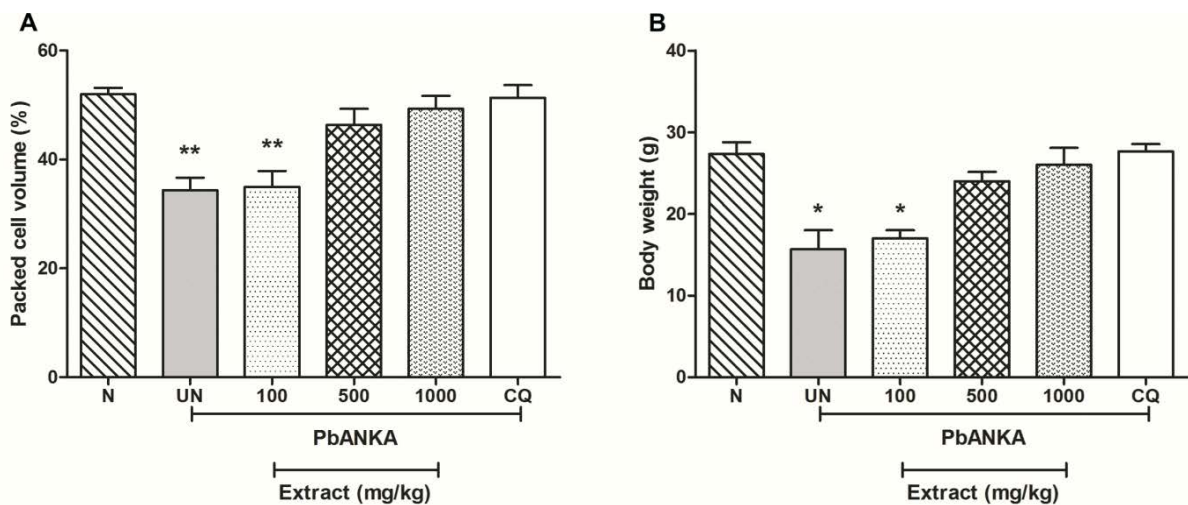 A
Packed cell volume (%)
60
40
20
0
**
**
N UN 100 500 1000 CQ
PbANKA
Extract (mg/kg)
B
Body weight (g)
40
30
20
10
0
*
*
N UN 100 500 1000 CQ
PbANKA
Extract (mg/kg)